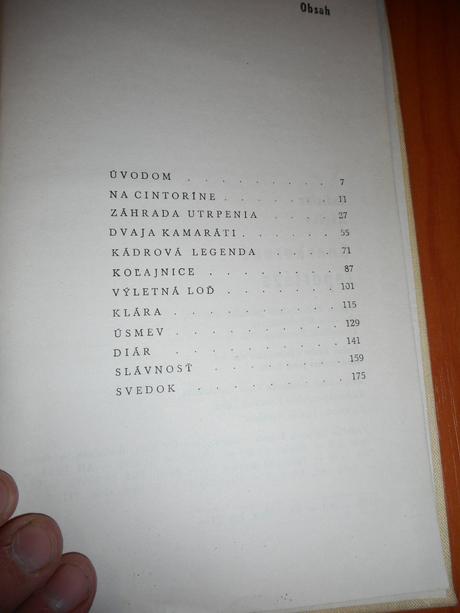 Obsah
ÚVODOM . . . . . . . . . 7
NA CINTORÍNE . . . . . . . 11
ZÁHRADA UTRPENIA . . . . . 27
DVAJA KAMARÁTI . . . . . . 55
KÁDROVÁ LEGENDA . . . . . 71
KOĽAJNICE . . . . . . . . 87
VÝLETNÁ LOĎ . . . . . . . 101
KLÁRA . . . . . . . . . 115
ÚSMEV . . . . . . . . . 129
DIÁR . . . . . . . . . 141
SLÁVNOSŤ . . . . . . . . 159
SVEDOK . . . . . . . . 175